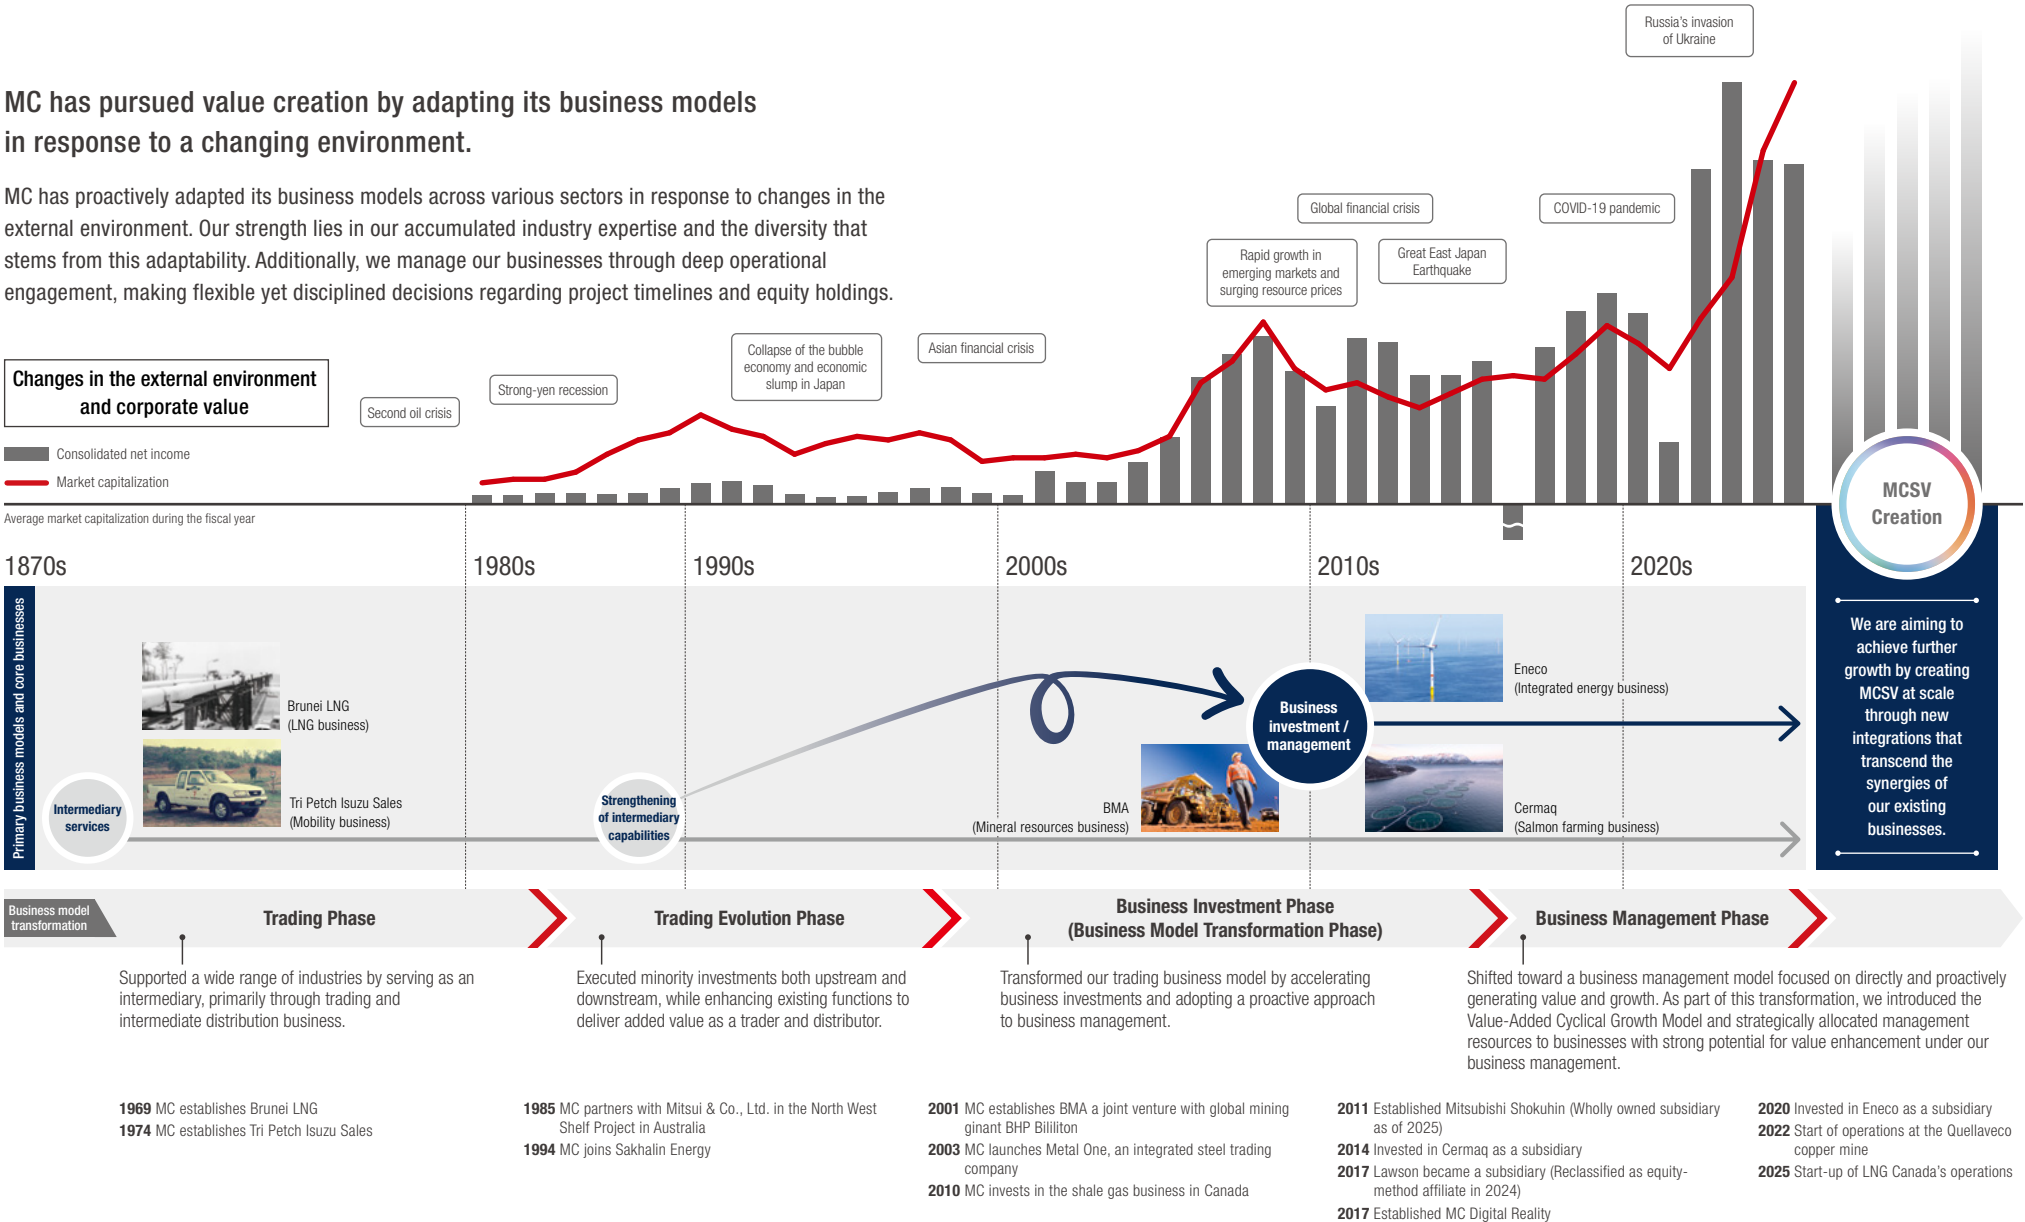 MC has pursued value creation by adapting its business models
in response to a changing environment.
MC has proactively adapted its business models across various sectors in response to changes in the
external environment. Our strength lies in our accumulated industry expertise and the diversity that
stems from this adaptability. Additionally, we manage our businesses through deep operational
engagement, making flexible yet disciplined decisions regarding project timelines and equity holdings.
Changes in the external environment
and corporate value
Consolidated net income
Market capitalization
Average market capitalization during the fiscal year
Second oil crisis
Strong-yen recession
Collapse of the bubble
economy and economic
slump in Japan
Asian financial crisis
Rapid growth in
emerging markets and
surging resource prices
Global financial crisis
Great East Japan
Earthquake
COVID-19 pandemic
Russia's invasion
of Ukraine
MCSV
Creation
1870s
1980s
1990s
2000s
2010s
2020s
Primary business models and core businesses
Intermediary
services
Brunei LNG
(LNG business)
Tri Petch Isuzu Sales
(Mobility business)
Strengthening
of intermediary
capabilities
BMA
(Mineral resources business)
Business
investment /
management
Eneco
(Integrated energy business)
Cermaq
(Salmon farming business)
We are aiming to
achieve further
growth by creating
MCSV at scale
through new
integrations that
transcend the
synergies of
our existing
businesses.
Business model
transformation
Trading Phase
Trading Evolution Phase
Business Investment Phase
(Business Model Transformation Phase)
Business Management Phase
Supported a wide range of industries by serving as an
intermediary, primarily through trading and
intermediate distribution business.
Executed minority investments both upstream and
downstream, while enhancing existing functions to
deliver added value as a trader and distributor.
Transformed our trading business model by accelerating
business investments and adopting a proactive approach
to business management.
Shifted toward a business management model focused on directly and proactively
generating value and growth. As part of this transformation, we introduced the
Value-Added Cyclical Growth Model and strategically allocated management
resources to businesses with strong potential for value enhancement under our
business management.
1969 MC establishes Brunei LNG
1974 MC establishes Tri Petch Isuzu Sales
1985 MC partners with Mitsui & Co., Ltd. in the North West
Shelf Project in Australia
1994 MC joins Sakhalin Energy
2001 MC establishes BMA a joint venture with global mining
ginant BHP Bililiton
2003 MC launches Metal One, an integrated steel trading
company
2010 MC invests in the shale gas business in Canada
2011 Established Mitsubishi Shokuhin (Wholly owned subsidiary
as of 2025)
2014 Invested in Cermaq as a subsidiary
2017 Lawson became a subsidiary (Reclassified as equity-
method affiliate in 2024)
2017 Established MC Digital Reality
2020 Invested in Eneco as a subsidiary
2022 Start of operations at the Quellaveco
copper mine
2025 Start-up of LNG Canada's operations